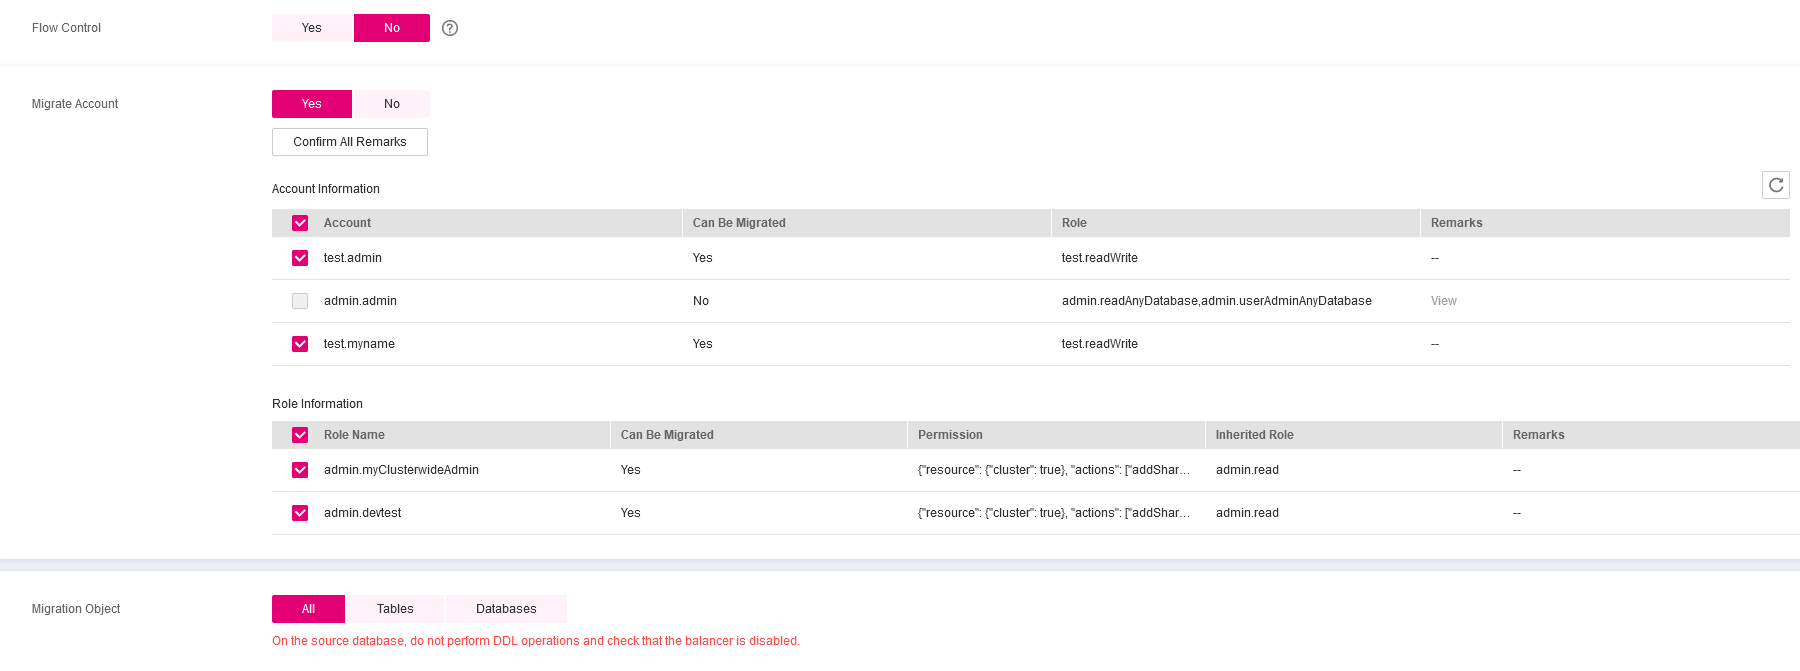 Flow Control Yes No ?
Migrate Account Yes No
Confirm All Remarks
Account Information
Account Can Be Migrated Role Remarks
test.admin Yes test.readWrite --
admin.admin No admin.readAnyDatabase,admin.userAdminAnyDatabase View
test.myname Yes test.readWrite --
Role Information
Role Name Can Be Migrated Permission Inherited Role Remarks
admin.myClusterwideAdmin Yes {"resource": {"cluster": true}, "actions": ["addShar... admin.read --
admin.devtest Yes {"resource": {"cluster": true}, "actions": ["addShar... admin.read --
Migration Object All Tables Databases
On the source database, do not perform DDL operations and check that the balancer is disabled.